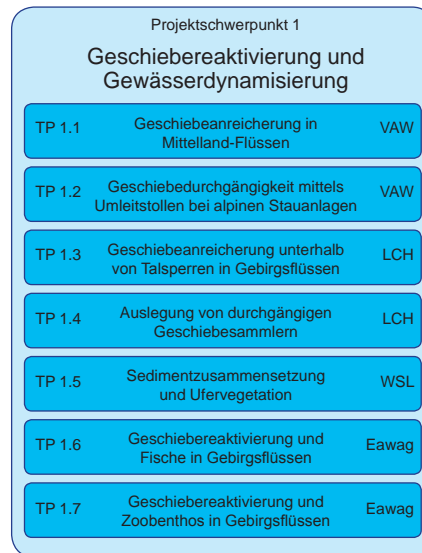 Projektschwerpunkt 1
Geschiebereaktivierung und
Gewässerdynamisierung
TP 1.1 Geschiebeanreicherung in VAW
Mittelland-Flüssen
TP 1.2 Geschiebedurchgängigkeit mittels VAW
Umleitstollen bei alpinen Stauanlagen
TP 1.3 Geschiebeanreicherung unterhalb LCH
von Talsperren in Gebirgsflüssen
TP 1.4 Auslegung von durchgängigen LCH
Geschiebesammlern
TP 1.5 Sedimentzusammensetzung WSL
und Ufervegetation
TP 1.6 Geschiebereaktivierung und Eawag
Fische in Gebirgsflüssen
TP 1.7 Geschiebereaktivierung und Eawag
Zoobenthos in Gebirgsflüssen